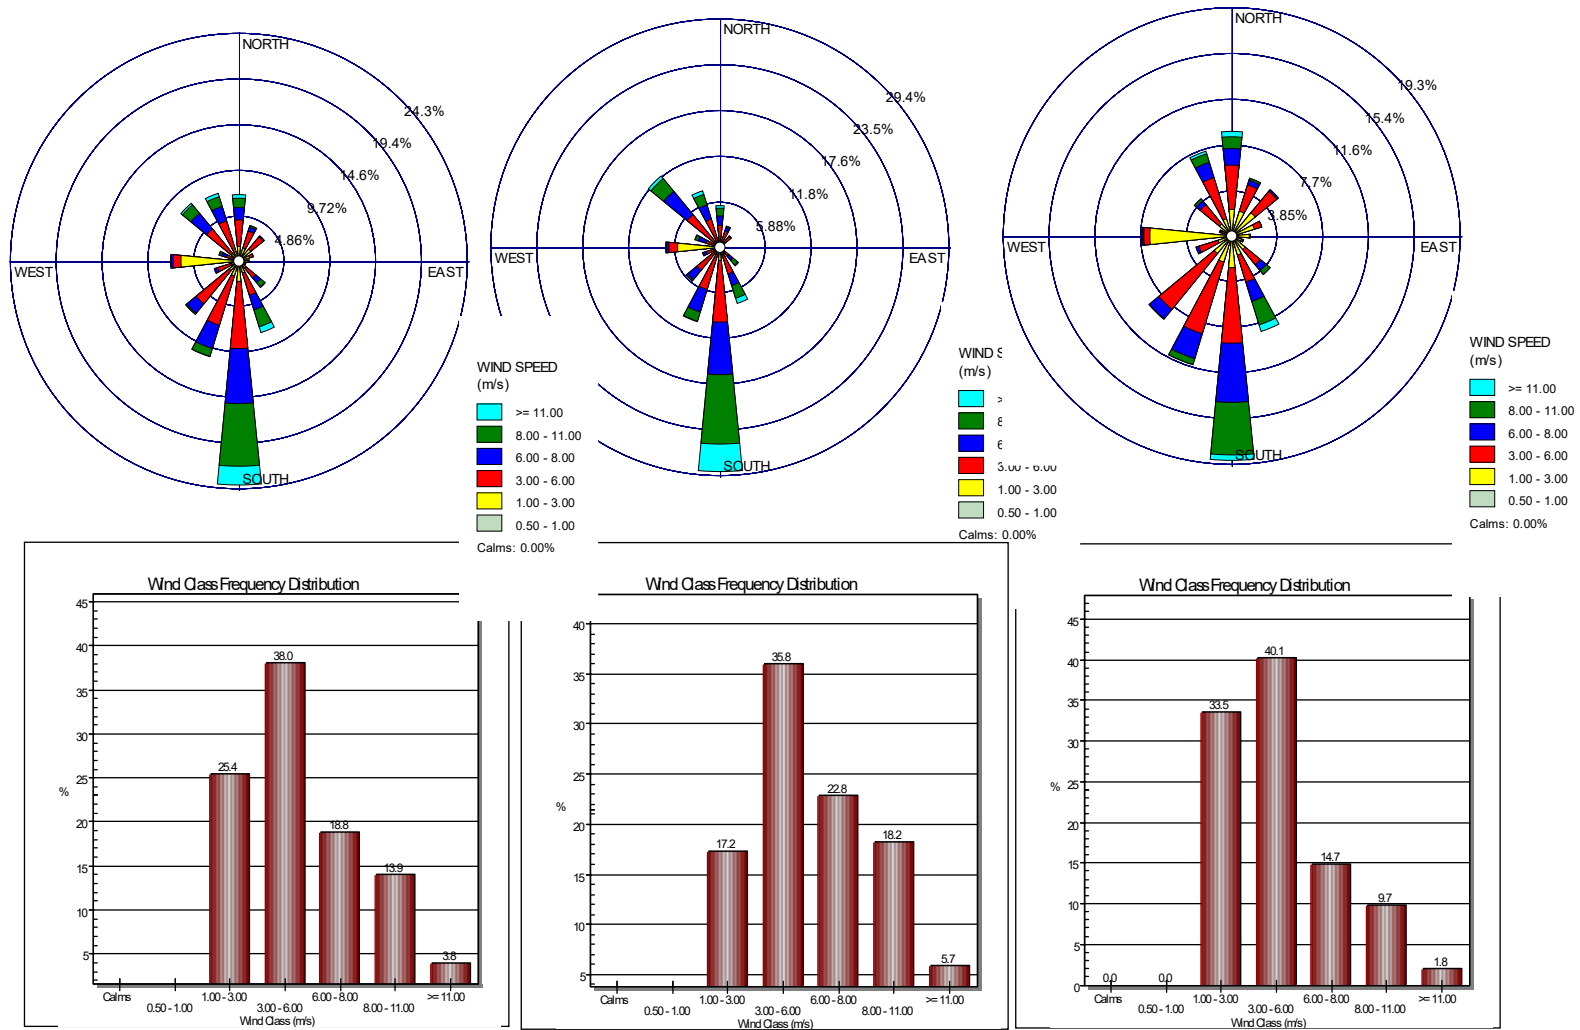 NORTH
24.3%
19.4%
14.6%
9.72%
4.86%
WEST
EAST
SOUTH
WIND SPEED
(m/s)
>= 11.00
8.00 - 11.00
6.00 - 8.00
3.00 - 6.00
1.00 - 3.00
0.50 - 1.00
Calms: 0.00%
NORTH
29.4%
23.5%
17.6%
11.8%
5.88%
WEST
EAST
SOUTH
WIND S
(m/s)
>
8
6
3.00 - 6.00
1.00 - 3.00
0.50 - 1.00
Calms: 0.00%
NORTH
19.3%
15.4%
11.6%
7.7%
3.85%
WEST
EAST
SOUTH
WIND SPEED
(m/s)
>= 11.00
8.00 - 11.00
6.00 - 8.00
3.00 - 6.00
1.00 - 3.00
0.50 - 1.00
Calms: 0.00%
Wind Class Frequency Distribution
45
40
35
30
25
20
15
10
5
%
25.4
38.0
18.8
13.9
3.8
Calms
0.50 - 1.00
1.00 - 3.00
3.00 - 6.00
6.00 - 8.00
8.00 - 11.00
>= 11.00
Wind Class (m/s)
Wind Class Frequency Distribution
40
35
30
25
20
15
10
5
%
17.2
35.8
22.8
18.2
5.7
Calms
0.50 - 1.00
1.00 - 3.00
3.00 - 6.00
6.00 - 8.00
8.00 - 11.00
>= 11.00
Wind Class (m/s)
Wind Class Frequency Distribution
45
40
35
30
25
20
15
10
5
0
%
0.0
0.0
33.5
40.1
14.7
9.7
1.8
Calms
0.50 - 1.00
1.00 - 3.00
3.00 - 6.00
6.00 - 8.00
8.00 - 11.00
>= 11.00
Wind Class (m/s)